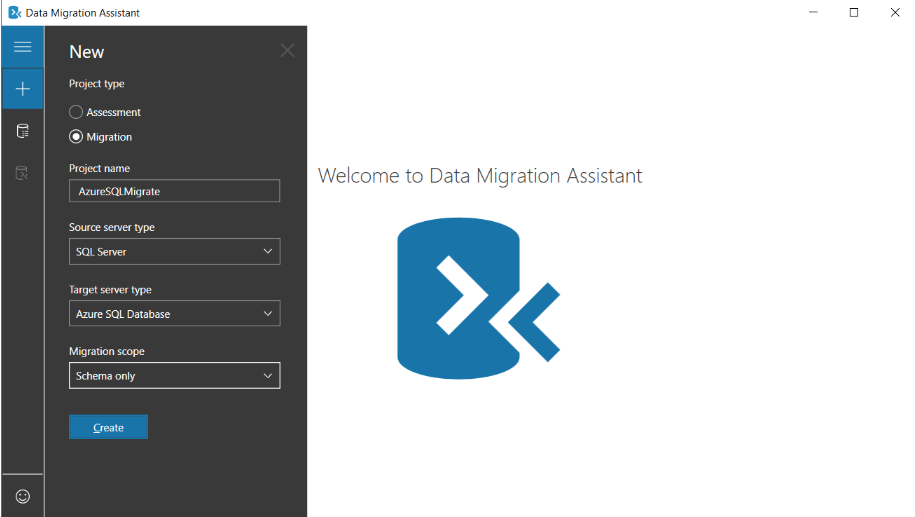 Data Migration Assistant
New
Project type
Assessment
Migration
Project name
AzureSQLMigrate
Source server type
SQL Server
Target server type
Azure SQL Database
Migration scope
Schema only
Create
Welcome to Data Migration Assistant